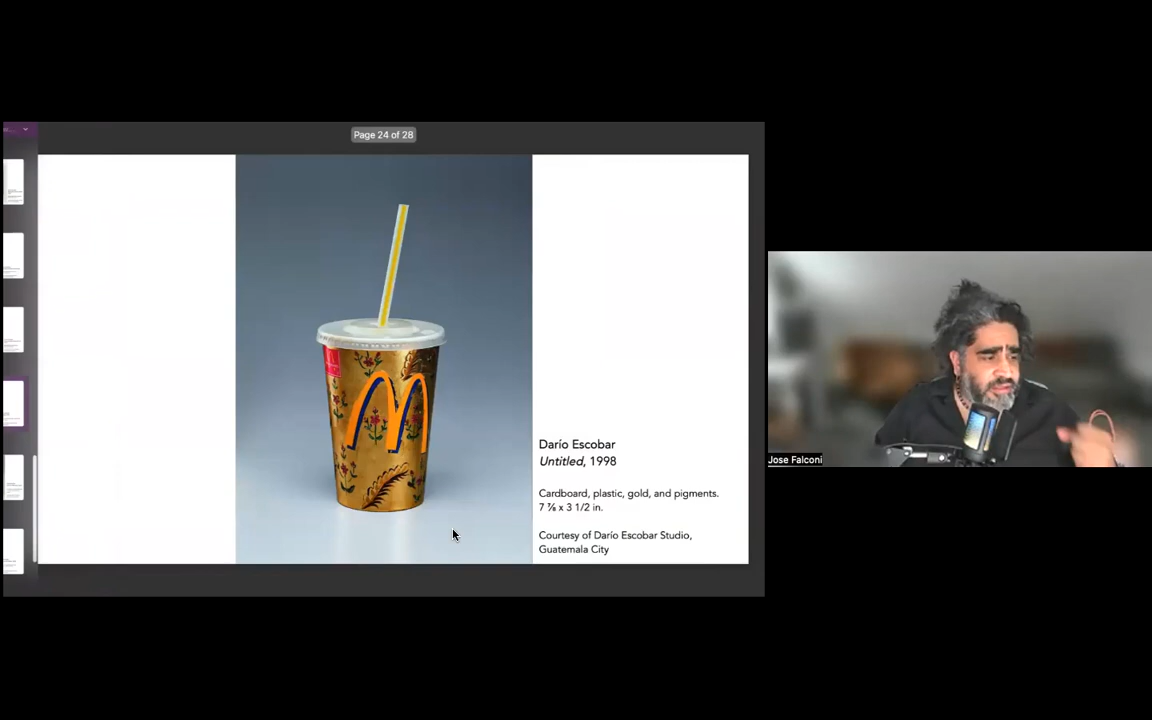 Page 24 of 28
M
Darío Escobar
Untitled, 1998
Cardboard, plastic, gold, and pigments.
7 ⅞ x 3 1/2 in.
Courtesy of Darío Escobar Studio,
Guatemala City
Jose Falconi